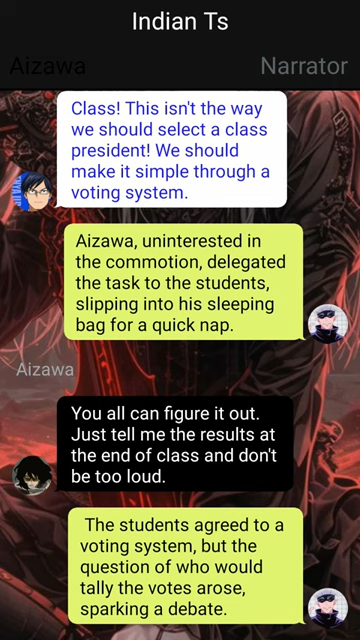 Indian Ts
Aizawa
Narrator
Class! This isn't the way
we should select a class
president! We should
make it simple through a
voting system.
Aizawa, uninterested in
the commotion, delegated
the task to the students,
slipping into his sleeping
bag for a quick nap.
Aizawa
You all can figure it out.
Just tell me the results at
the end of class and don't
be too loud.
The students agreed to a
voting system, but the
question of who would
tally the votes arose,
sparking a debate.